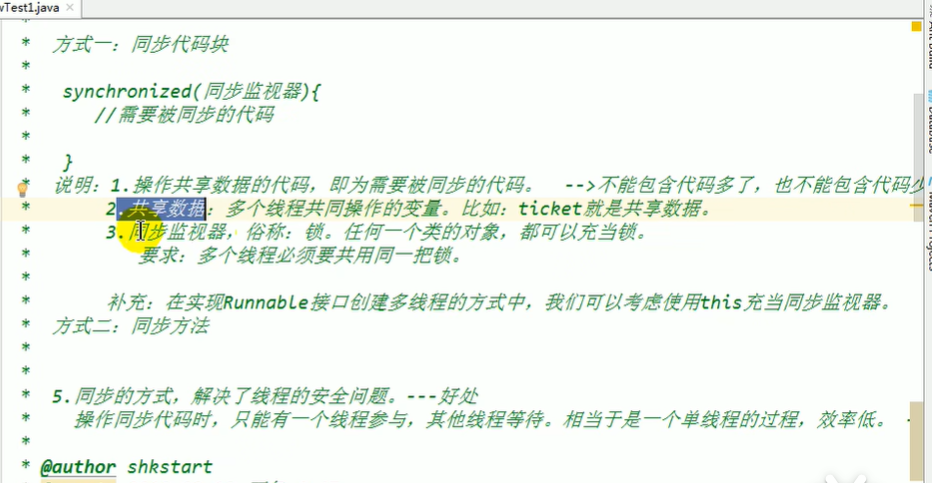 wTest1.java ×
* 方式一：同步代码块
*
* synchronized(同步监视器){
* //需要被同步的代码
*
* }
* 说明：1.操作共享数据的代码，即为需要被同步的代码。 -->不能包含代码多了，也不能包含代码少
* 2.共享数据：多个线程共同操作的变量。比如：ticket就是共享数据。
* 3.同步监视器，俗称：锁。任何一个类的对象，都可以充当锁。
* 要求：多个线程必须要共用同一把锁。
*
* 补充：在实现Runnable接口创建多线程的方式中，我们可以考虑使用this充当同步监视器。
* 方式二：同步方法
*
*
* 5.同步的方式，解决了线程的安全问题。---好处
* 操作同步代码时，只能有一个线程参与，其他线程等待。相当于是一个单线程的过程，效率低。 -
*
* @author shkstart
Ant Build
Database